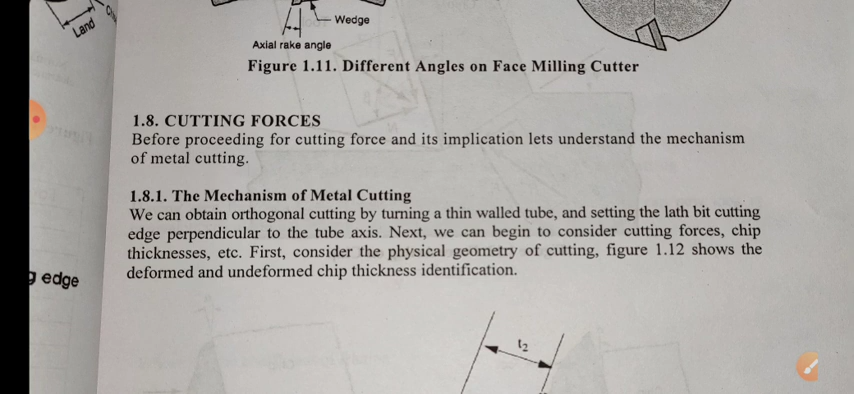 Land
Wedge
Axial rake angle
Figure 1.11. Different Angles on Face Milling Cutter
1.8. CUTTING FORCES
Before proceeding for cutting force and its implication lets understand the mechanism
of metal cutting.
1.8.1. The Mechanism of Metal Cutting
We can obtain orthogonal cutting by turning a thin walled tube, and setting the lath bit cutting
edge perpendicular to the tube axis. Next, we can begin to consider cutting forces, chip
thicknesses, etc. First, consider the physical geometry of cutting, figure 1.12 shows the
deformed and undeformed chip thickness identification.
edge
t₂